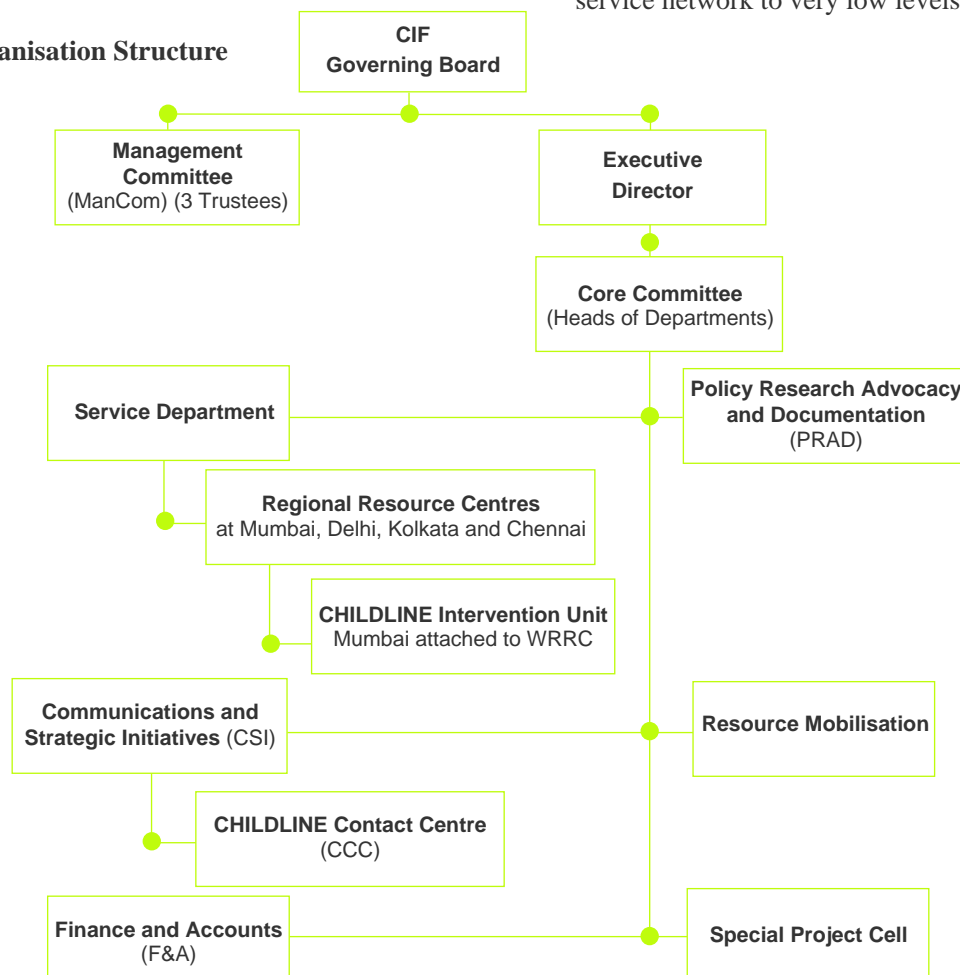 service network to very low levels
anisation Structure
CIF
Governing Board
Management
Committee
(ManCom) (3 Trustees)
Executive
Director
Core Committee
(Heads of Departments)
Service Department
Policy Research Advocacy
and Documentation
(PRAD)
Regional Resource Centres
at Mumbai, Delhi, Kolkata and Chennai
CHILDLINE Intervention Unit
Mumbai attached to WRRC
Communications and
Strategic Initiatives (CSI)
Resource Mobilisation
CHILDLINE Contact Centre
(CCC)
Finance and Accounts
(F&A)
Special Project Cell